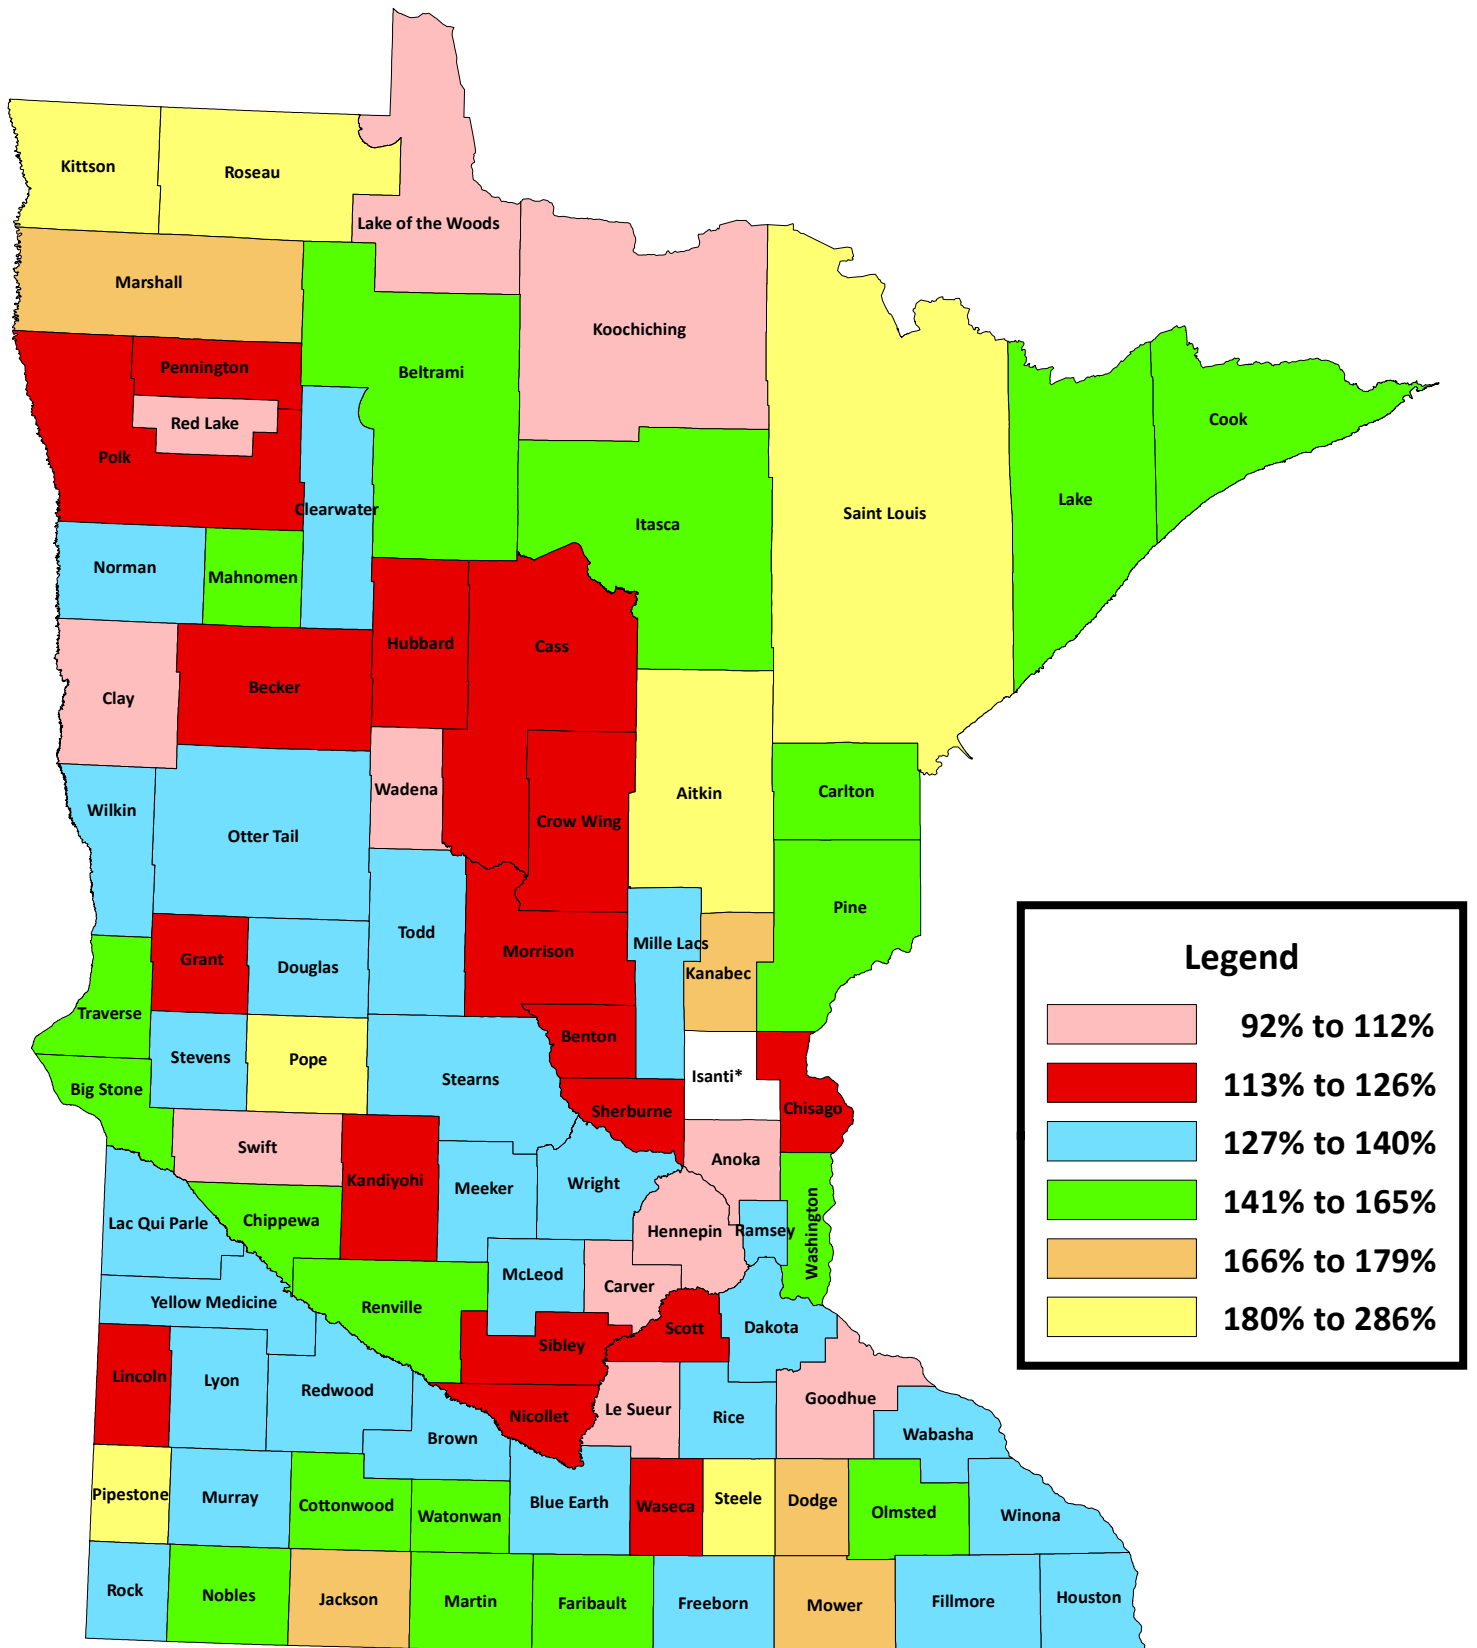 Kittson
Roseau
Lake of the Woods
Marshall
Koochiching
Pennington
Beltrami
Red Lake
Cook
Polk
Lake
Clearwater
Saint Louis
Itasca
Norman
Mahnomen
Hubbard
Cass
Becker
Clay
Wadena
Aitkin
Carlton
Wilkin
Crow Wing
Otter Tail
Pine
Todd
Mille Lacs
Morrison
Grant
Douglas
Kanabec
Traverse
Benton
Stevens
Pope
Isanti*
Stearns
Big Stone
Chisago
Sherburne
Swift
Anoka
Kandiyohi
Wright
Meeker
Lac Qui Parle
Chippewa
Hennepin
Ramsey
Washington
McLeod
Carver
Yellow Medicine
Renville
Scott
Dakota
Sibley
Lincoln
Lyon
Redwood
Goodhue
Le Sueur
Nicollet
Rice
Wabasha
Brown
Pipestone
Murray
Steele
Dodge
Blue Earth
Cottonwood
Waseca
Olmsted
Winona
Watonwan
Rock
Nobles
Houston
Jackson
Martin
Fillmore
Faribault
Freeborn
Mower
Legend
92% to 112%
113% to 126%
127% to 140%
141% to 165%
166% to 179%
180% to 286%